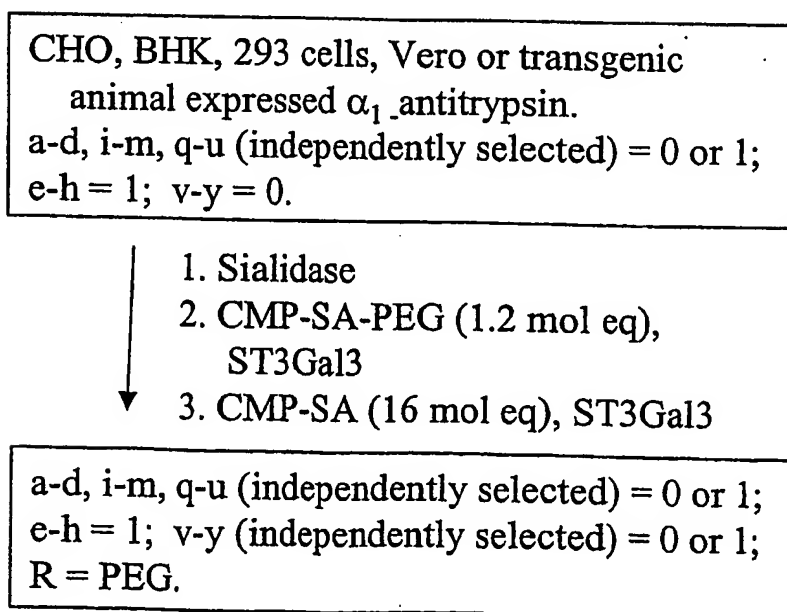 CHO, BHK, 293 cells, Vero or transgenic
animal expressed α₁-antitrypsin.
a-d, i-m, q-u (independently selected) = 0 or 1;
e-h = 1; v-y = 0.
1. Sialidase
2. CMP-SA-PEG (1.2 mol eq),
ST3Gal3
3. CMP-SA (16 mol eq), ST3Gal3
a-d, i-m, q-u (independently selected) = 0 or 1;
e-h = 1; v-y (independently selected) = 0 or 1;
R = PEG.